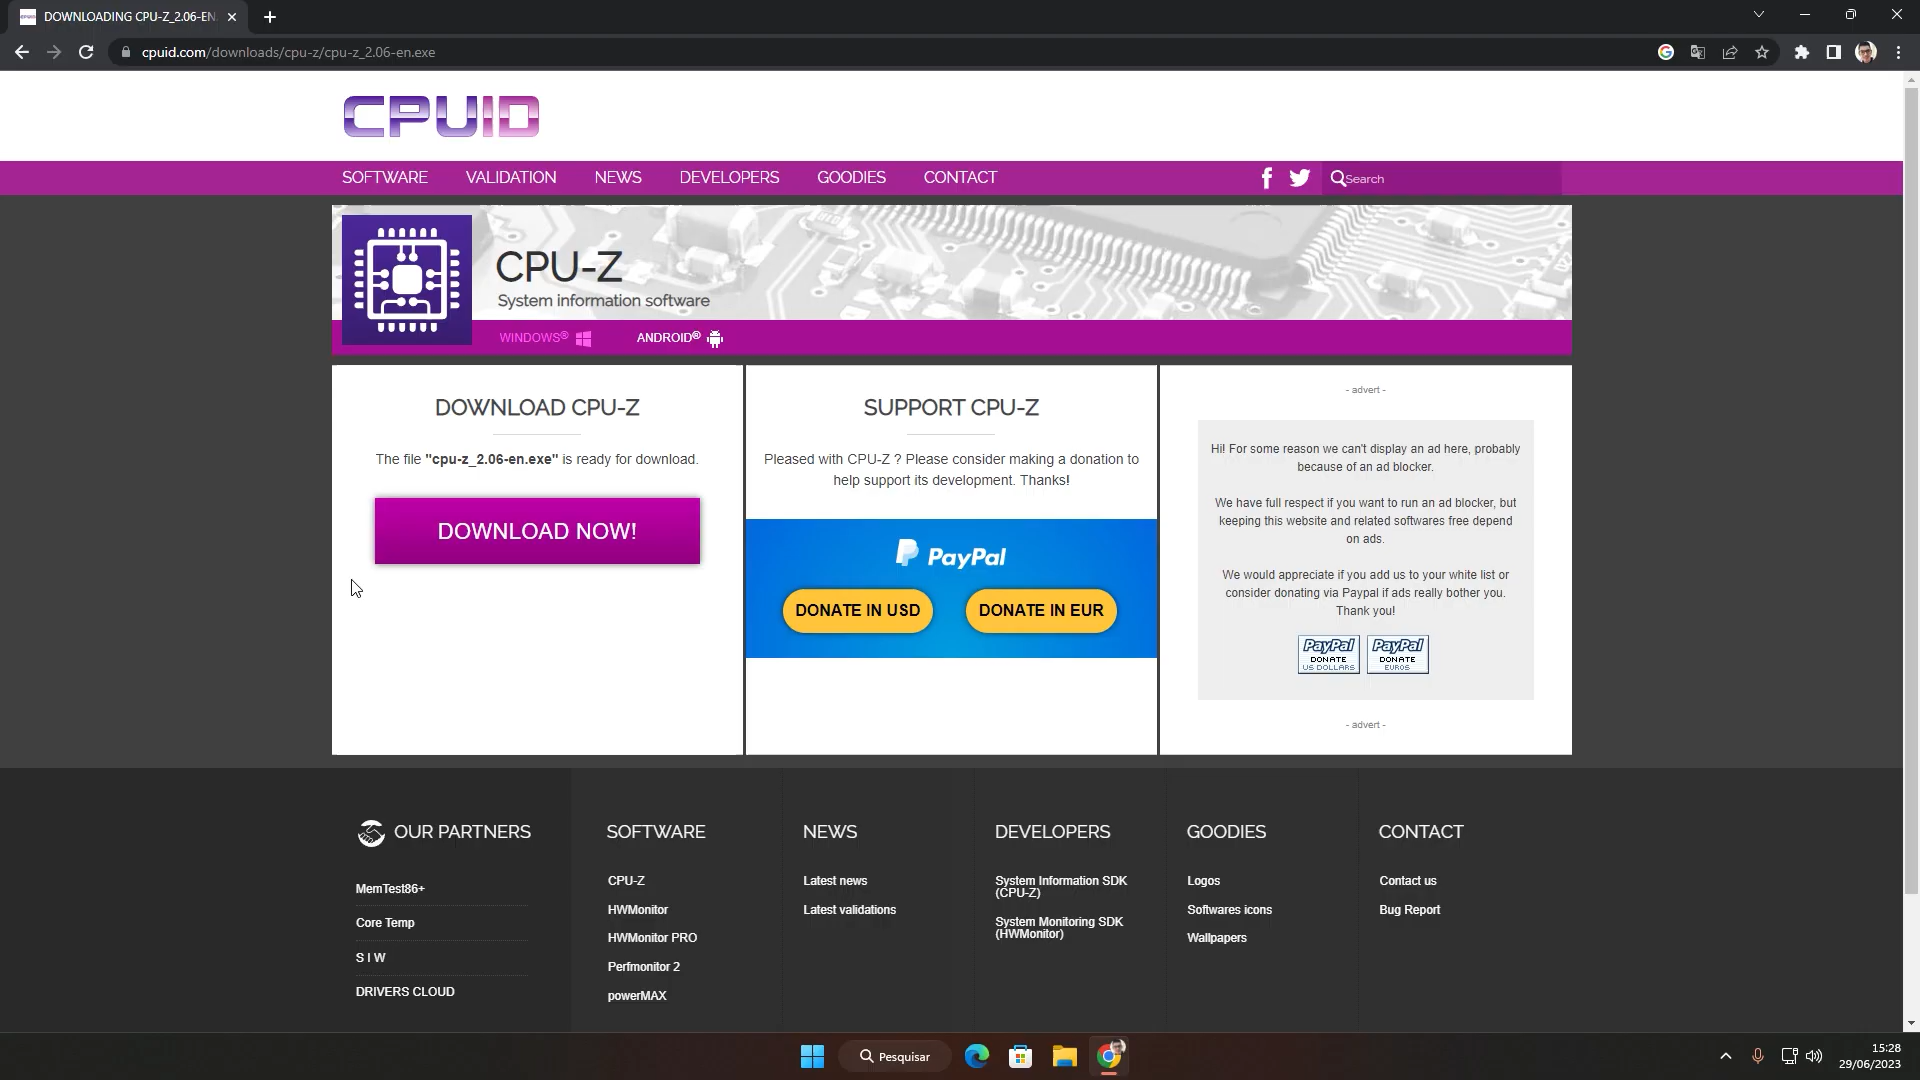 DOWNLOADING CPU-Z_2.06-EN
cpuid.com/downloads/cpu-z/cpu-z_2.06-en.exe
CPUID
SOFTWARE VALIDATION NEWS DEVELOPERS GOODIES CONTACT Search
CPU-Z
System information software
WINDOWS® ANDROID®
DOWNLOAD CPU-Z
The file "cpu-z_2.06-en.exe" is ready for download.
DOWNLOAD NOW!
SUPPORT CPU-Z
Pleased with CPU-Z ? Please consider making a donation to
help support its development. Thanks!
PayPal
DONATE IN USD DONATE IN EUR
- advert -
Hi! For some reason we can't display an ad here, probably
because of an ad blocker.
We have full respect if you want to run an ad blocker, but
keeping this website and related softwares free depend
on ads.
We would appreciate if you add us to your white list or
consider donating via Paypal if ads really bother you.
Thank you!
PayPal PayPal
DONATE DONATE
US DOLLARS EUROS
- advert -
OUR PARTNERS
MemTest86+
Core Temp
S I W
DRIVERS CLOUD
SOFTWARE
CPU-Z
HWMonitor
HWMonitor PRO
Perfmonitor 2
powerMAX
NEWS
Latest news
Latest validations
DEVELOPERS
System Information SDK
(CPU-Z)
System Monitoring SDK
(HWMonitor)
GOODIES
Logos
Softwares icons
Wallpapers
CONTACT
Contact us
Bug Report
Pesquisar
15:28
29/06/2023